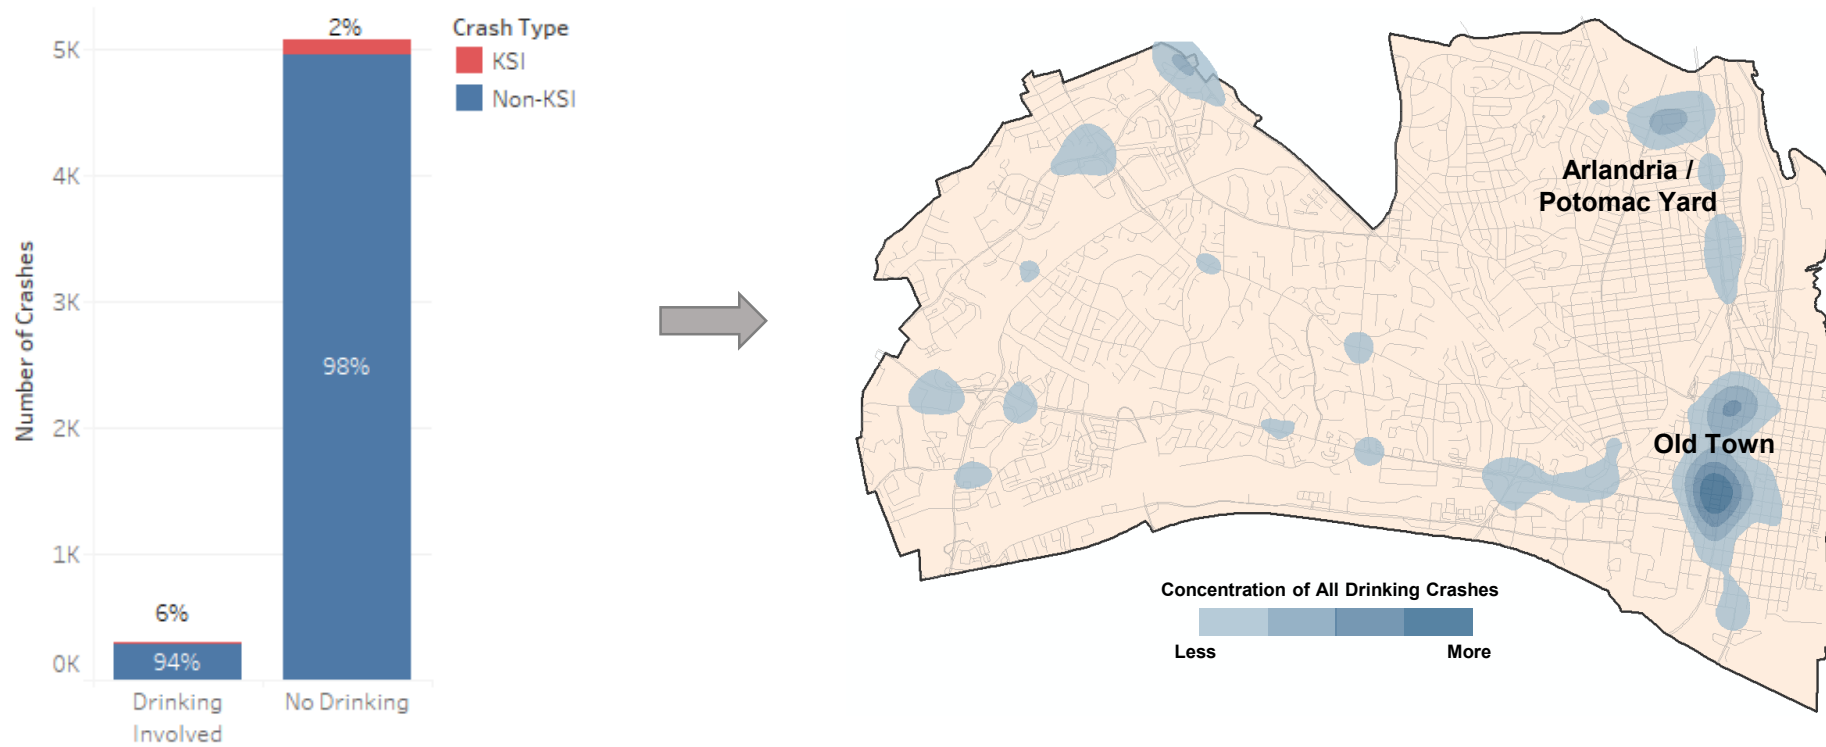 2%
Crash Type
KSI
Non-KSI
5K
4K
3K
2K
1K
0K
Number of Crashes
98%
6%
94%
Drinking
Involved
No Drinking
Arlandria /
Potomac Yard
Old Town
Concentration of All Drinking Crashes
Less
More